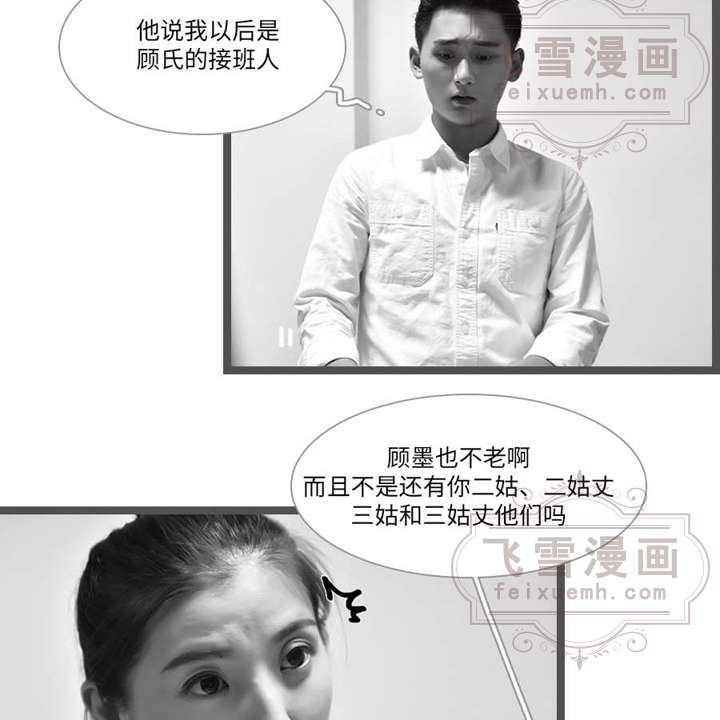 他说我以后是
顾氏的接班人
飞雪漫画
feixuemh.com
顾墨也不老啊
而且不是还有你二姑、二姑丈
三姑和三姑丈他们吗
飞雪漫画
feixuemh.com